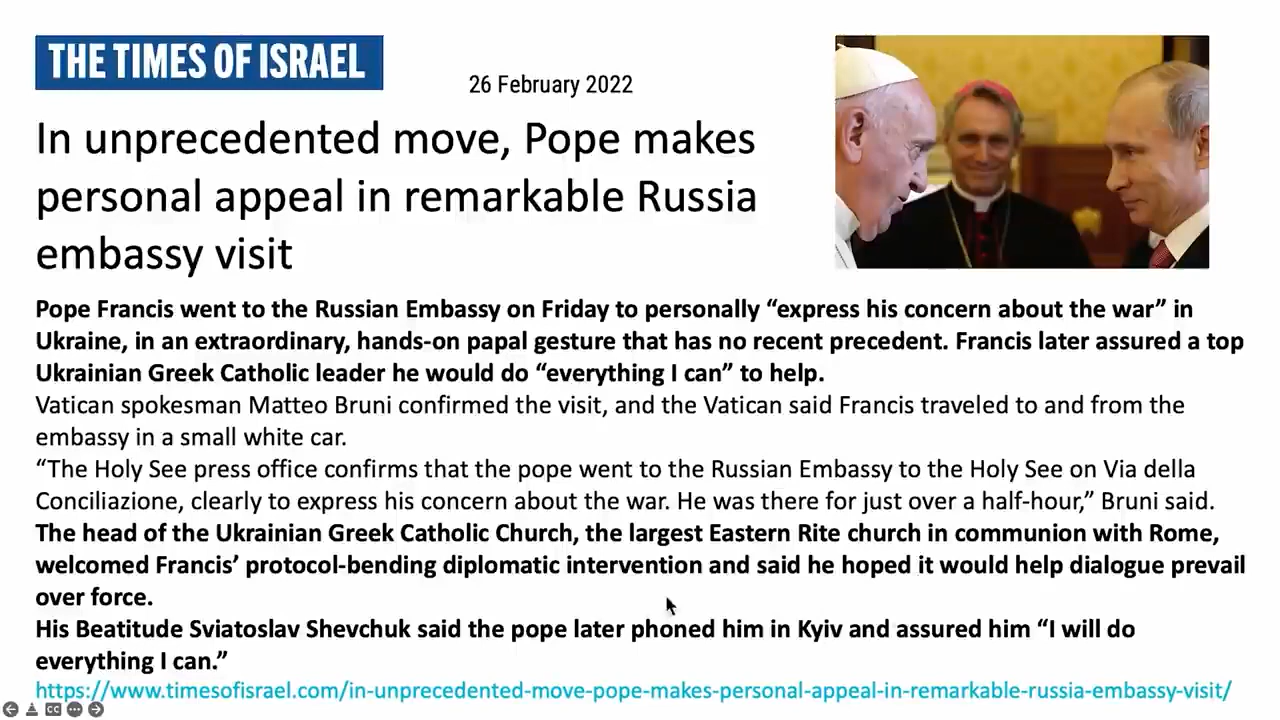 THE TIMES OF ISRAEL
26 February 2022
In unprecedented move, Pope makes
personal appeal in remarkable Russia
embassy visit
Pope Francis went to the Russian Embassy on Friday to personally “express his concern about the war” in
Ukraine, in an extraordinary, hands-on papal gesture that has no recent precedent. Francis later assured a top
Ukrainian Greek Catholic leader he would do “everything I can” to help.
Vatican spokesman Matteo Bruni confirmed the visit, and the Vatican said Francis traveled to and from the
embassy in a small white car.
“The Holy See press office confirms that the pope went to the Russian Embassy to the Holy See on Via della
Conciliazione, clearly to express his concern about the war. He was there for just over a half-hour,” Bruni said.
The head of the Ukrainian Greek Catholic Church, the largest Eastern Rite church in communion with Rome,
welcomed Francis’ protocol-bending diplomatic intervention and said he hoped it would help dialogue prevail
over force.
His Beatitude Sviatoslav Shevchuk said the pope later phoned him in Kyiv and assured him “I will do
everything I can.”
https://www.timesofisrael.com/in-unprecedented-move-pope-makes-personal-appeal-in-remarkable-russia-embassy-visit/